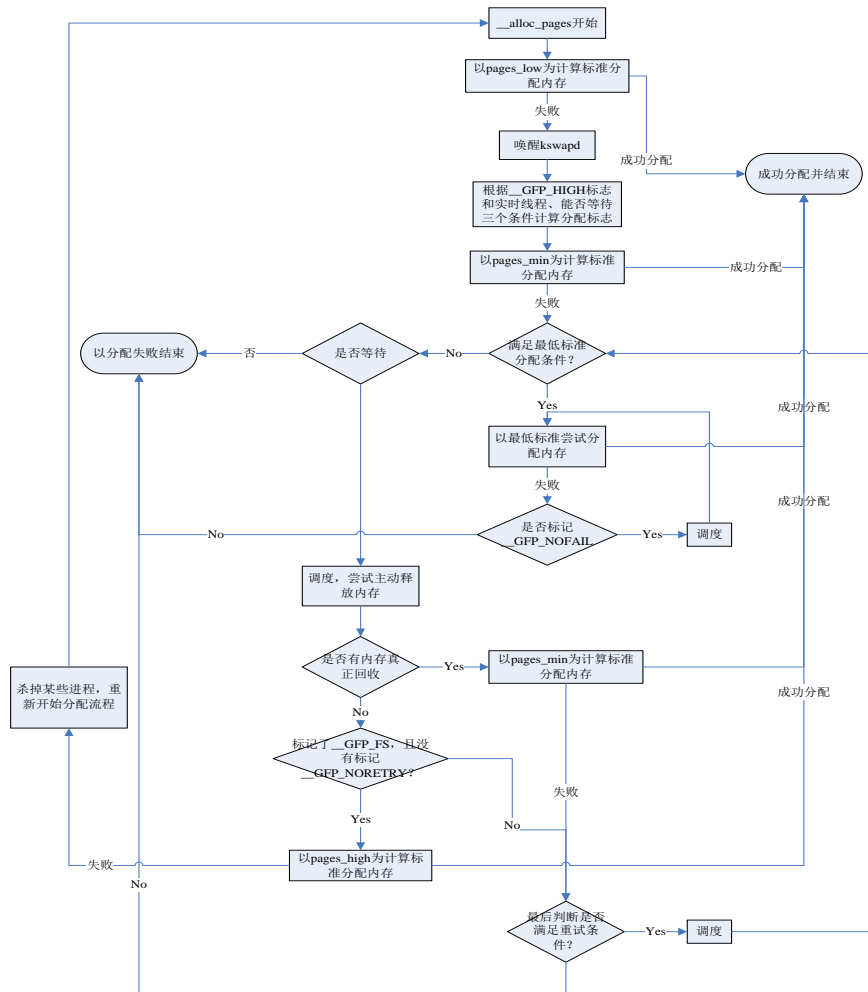 __alloc_pages开始
以pages_low为计算标准分
配内存
失败
唤醒kswapd
成功分配
成功分配并结束
根据__GFP_HIGH标志
和实时线程、能否等待
三个条件计算分配标志
以pages_min为计算标准
分配内存
成功分配
失败
以分配失败结束
否
是否等待
No
满足最低标准
分配条件？
Yes
成功分配
以最低标准尝试分
配内存
失败
成功分配
No
是否标记
__GFP_NOFAIL
Yes
调度
调度，尝试主动释
放内存
是否有内存真
正回收
Yes
以pages_min为计算标准
分配内存
杀掉某些进程，重
新开始分配流程
成功分配
No
标记了__GFP_FS，且没
有标记
__GFP_NORETRY？
失败
Yes
No
失败
以pages_high为计算标
准分配内存
No
最后判断是否
满足重试条
件？
Yes
调度